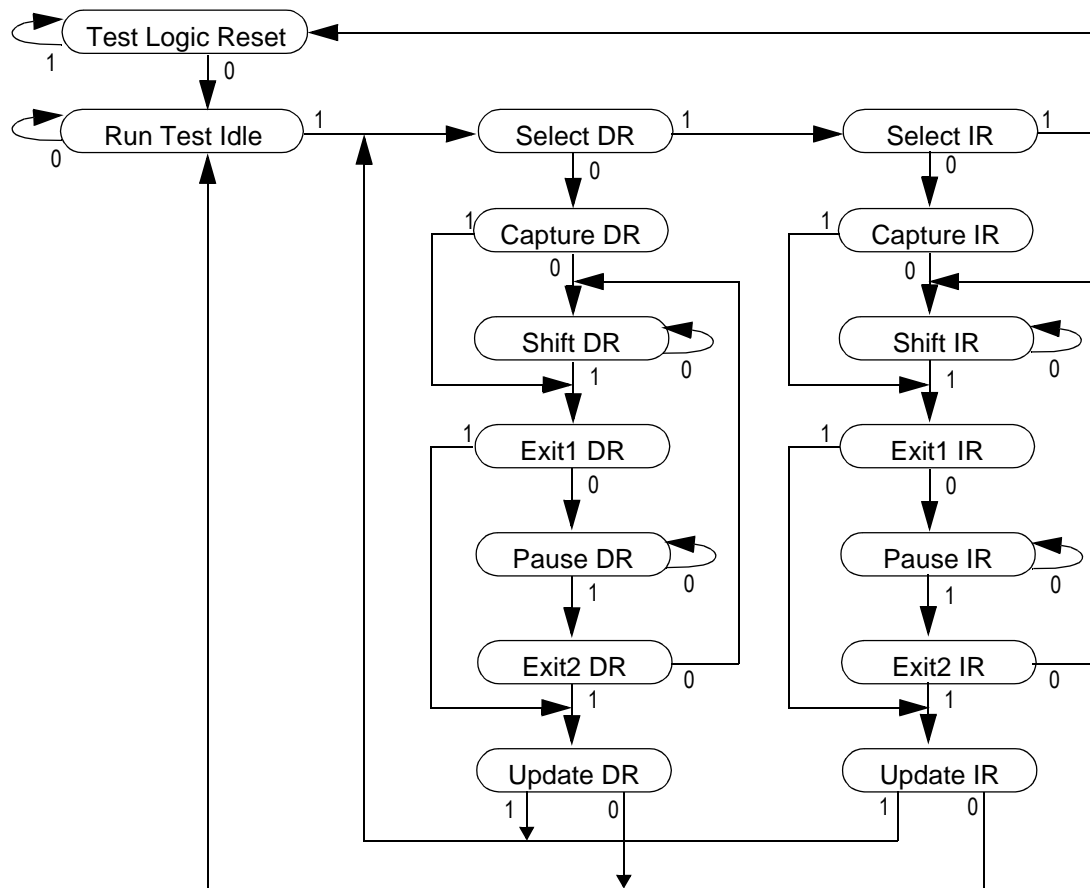 Test Logic Reset
1
0
Run Test Idle
0
1
Select DR
1
0
Select IR
1
0
1
Capture DR
0
1
Capture IR
0
Shift DR
0
1
Shift IR
0
1
1
Exit1 DR
0
1
Exit1 IR
0
Pause DR
0
1
Pause IR
0
1
Exit2 DR
0
1
Exit2 IR
0
1
Update DR
1
0
Update IR
1
0